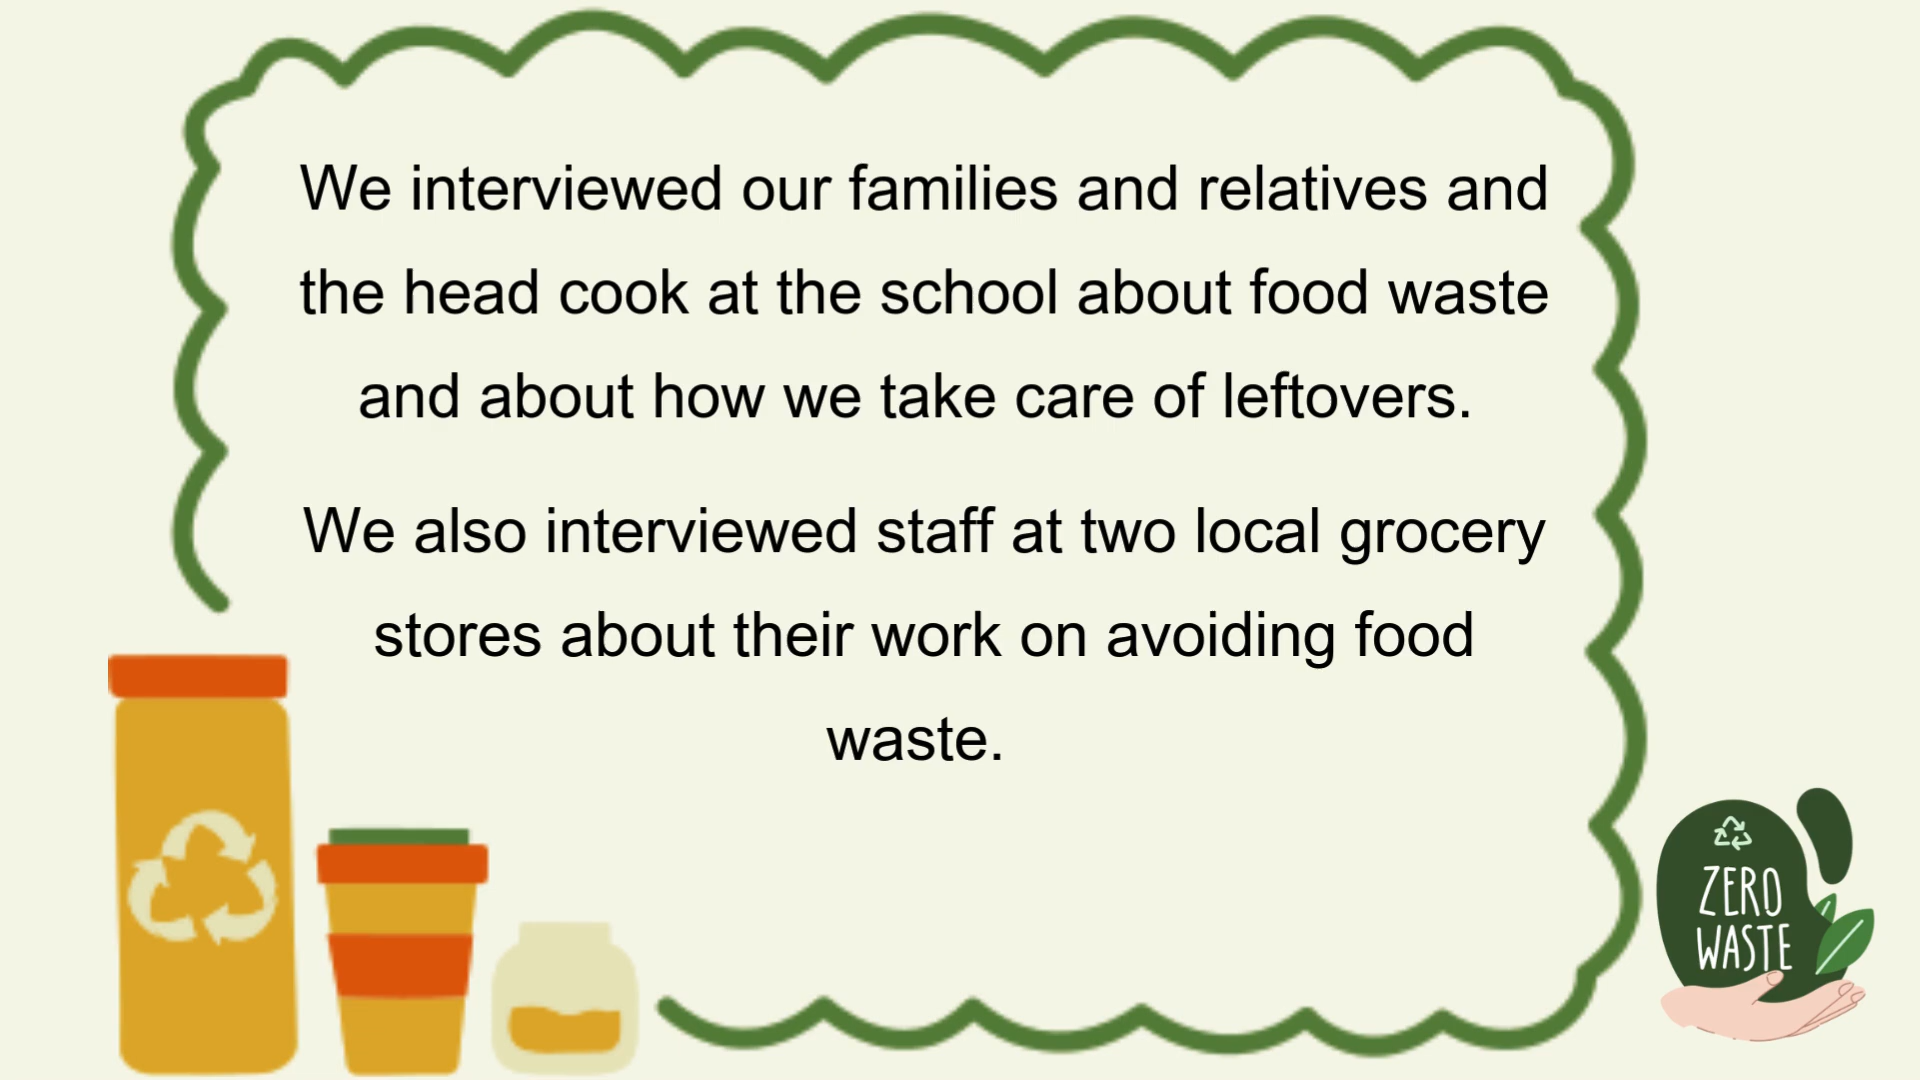 We interviewed our families and relatives and
the head cook at the school about food waste
and about how we take care of leftovers.
We also interviewed staff at two local grocery
stores about their work on avoiding food
waste.
ZERO
WASTE